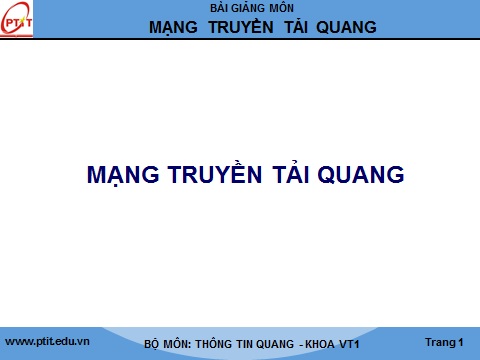 PTiT
BÀI GIẢNG MÔN
MẠNG TRUYỀN TẢI QUANG
MẠNG TRUYỀN TẢI QUANG
www.ptit.edu.vn
BỘ MÔN: THÔNG TIN QUANG - KHOA VT1
Trang 1